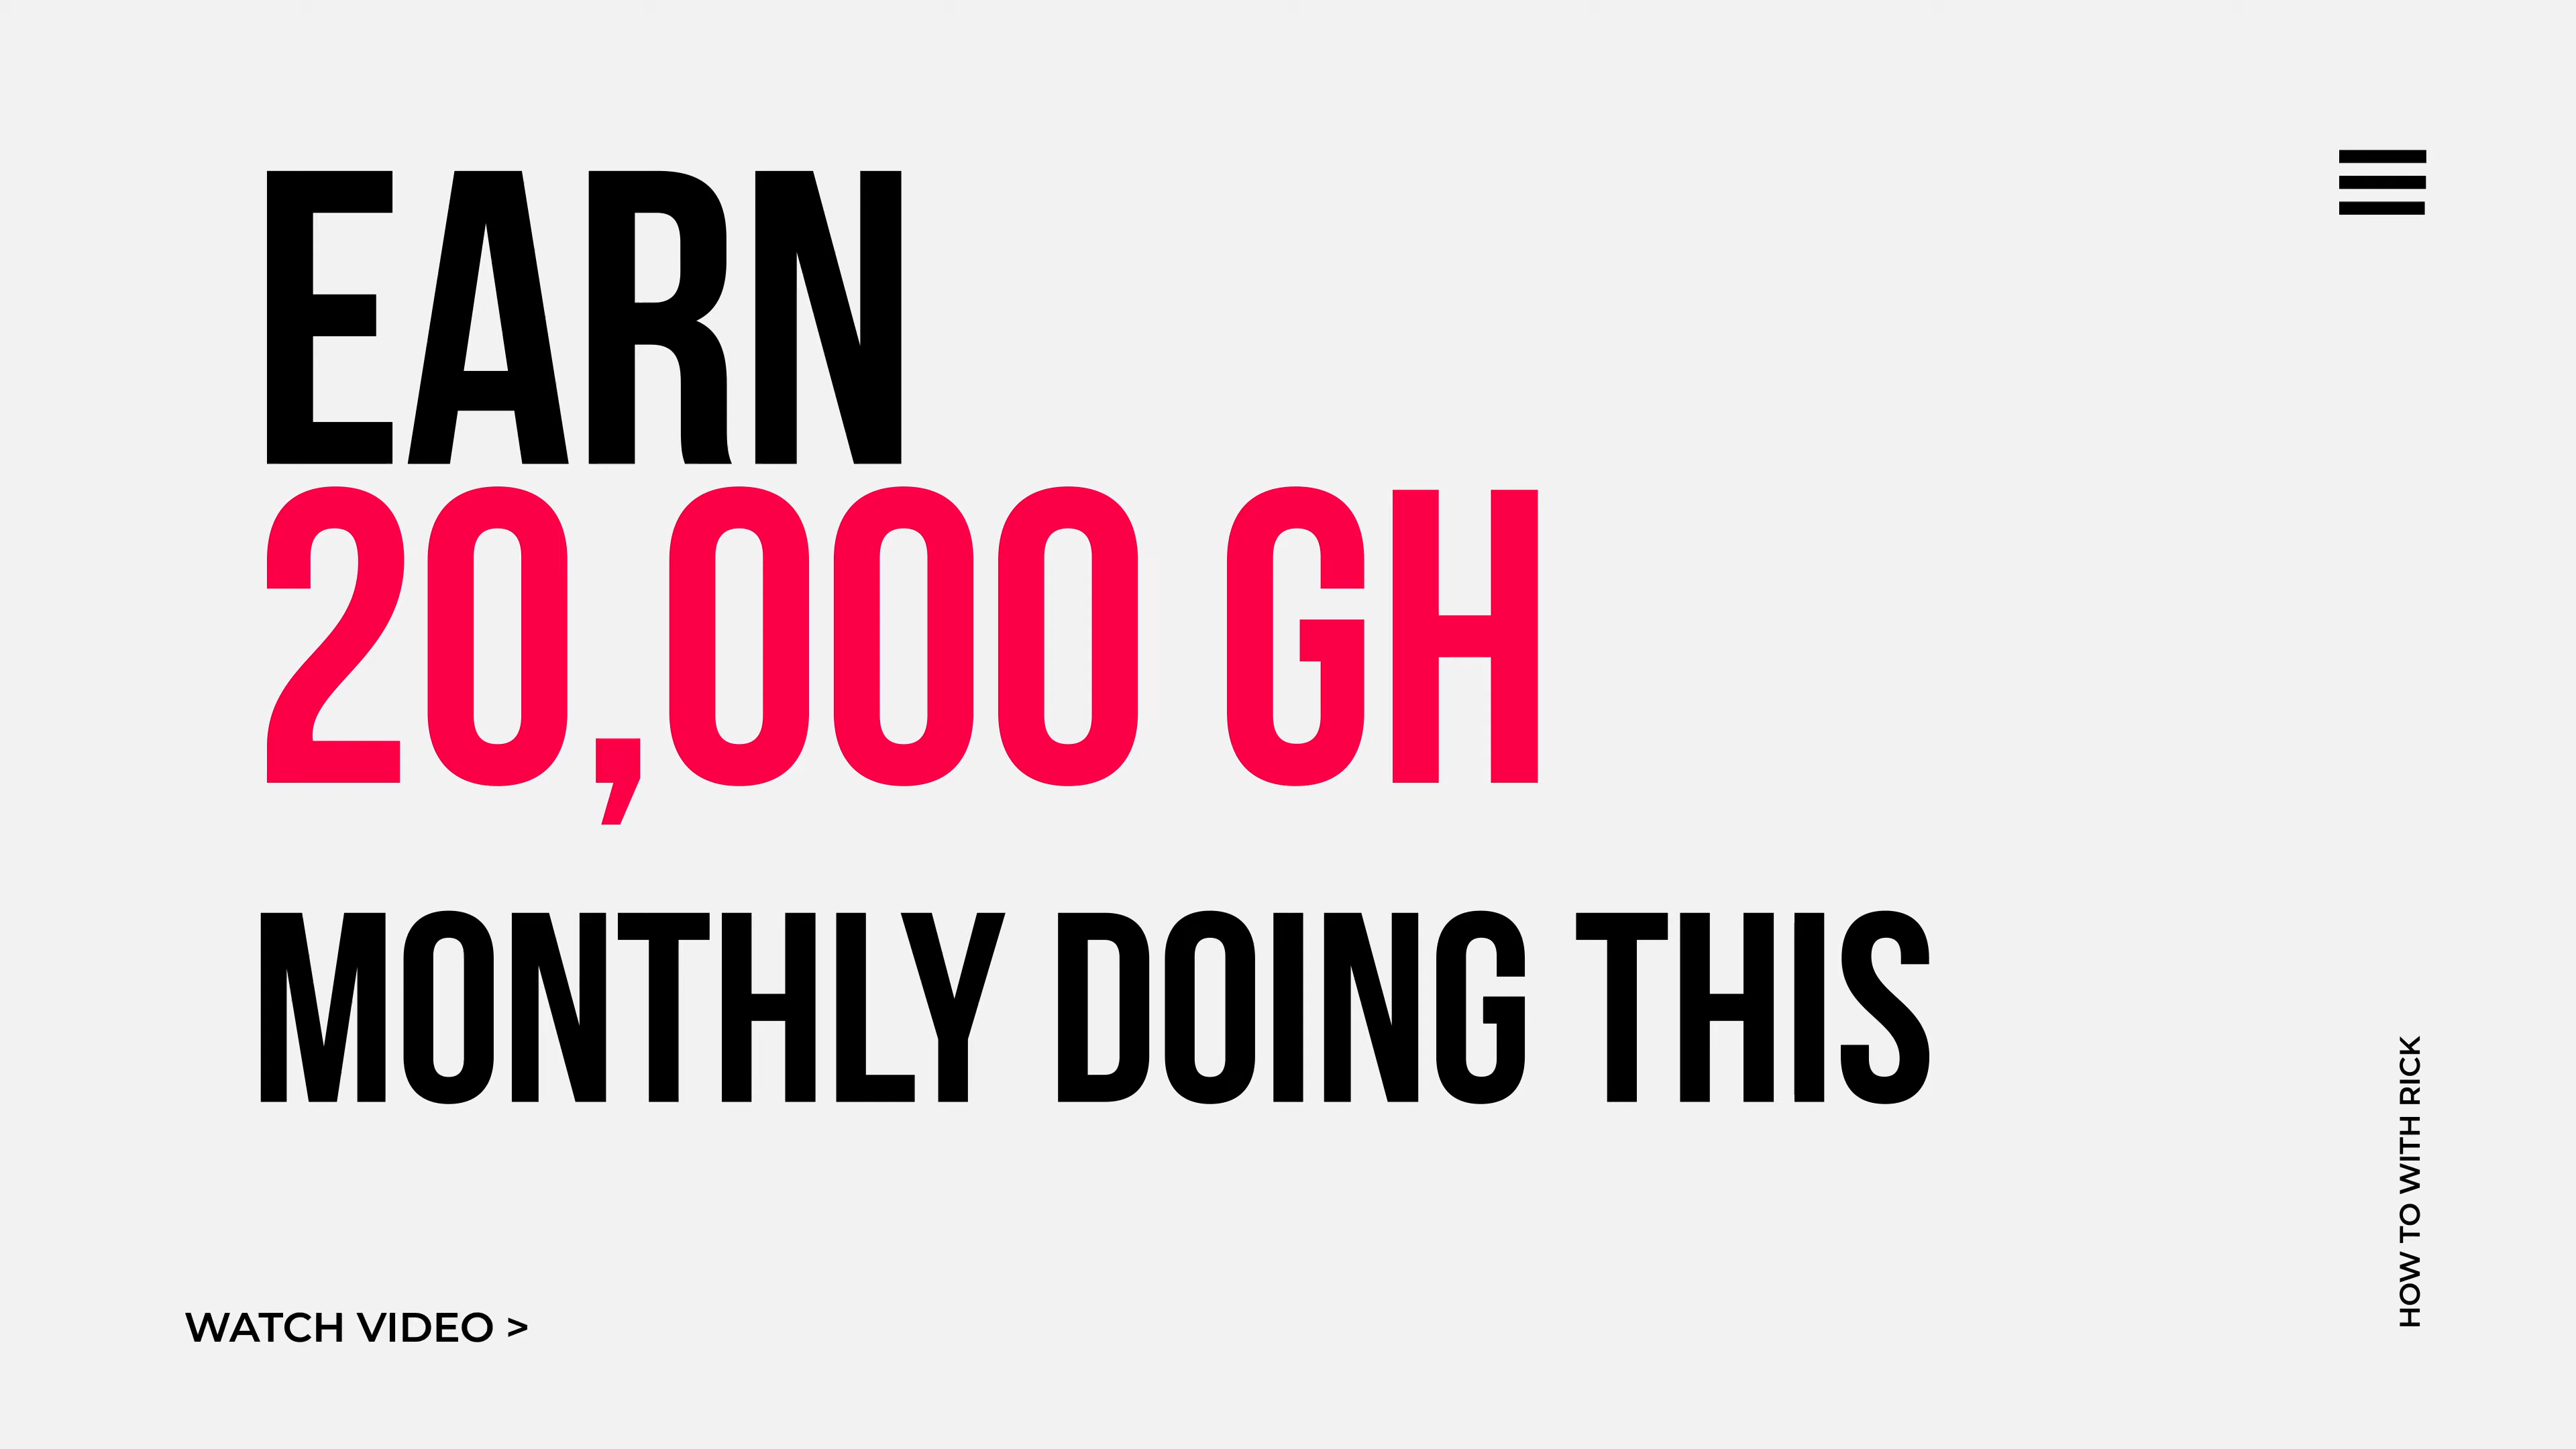 EARN
20,000 GH
MONTHLY DOING THIS
WATCH VIDEO >
HOW TO WITH RICK